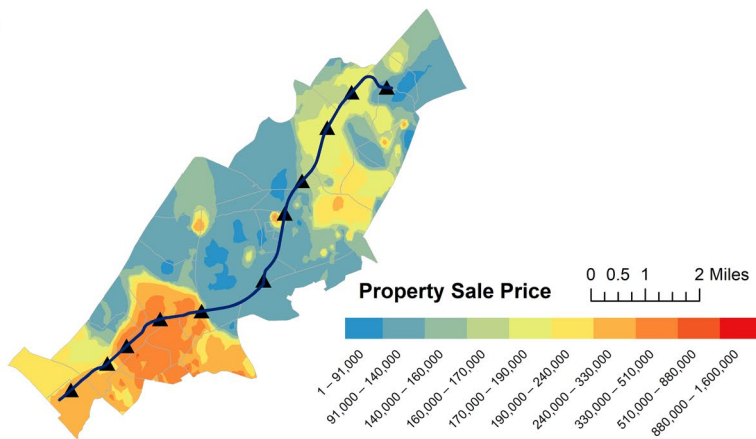 0 0.5 1 2 Miles
Property Sale Price
1 – 91,000
91,000 – 140,000
140,000 – 160,000
160,000 – 170,000
170,000 – 190,000
190,000 – 240,000
240,000 – 330,000
330,000 – 510,000
510,000 – 880,000
880,000 – 1,600,000